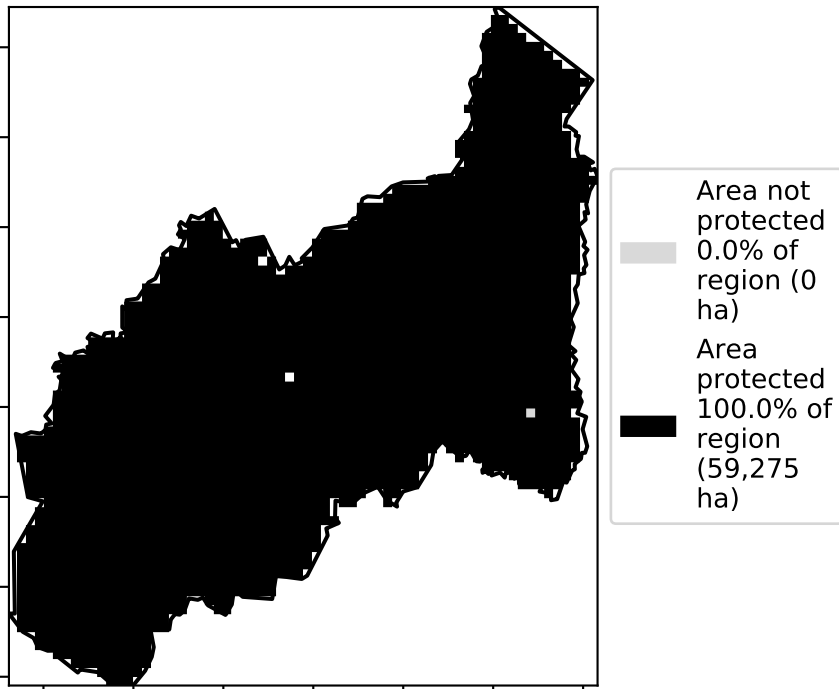 Area not
protected
0.0% of
region (0
ha)
Area
protected
100.0% of
region
(59,275
ha)